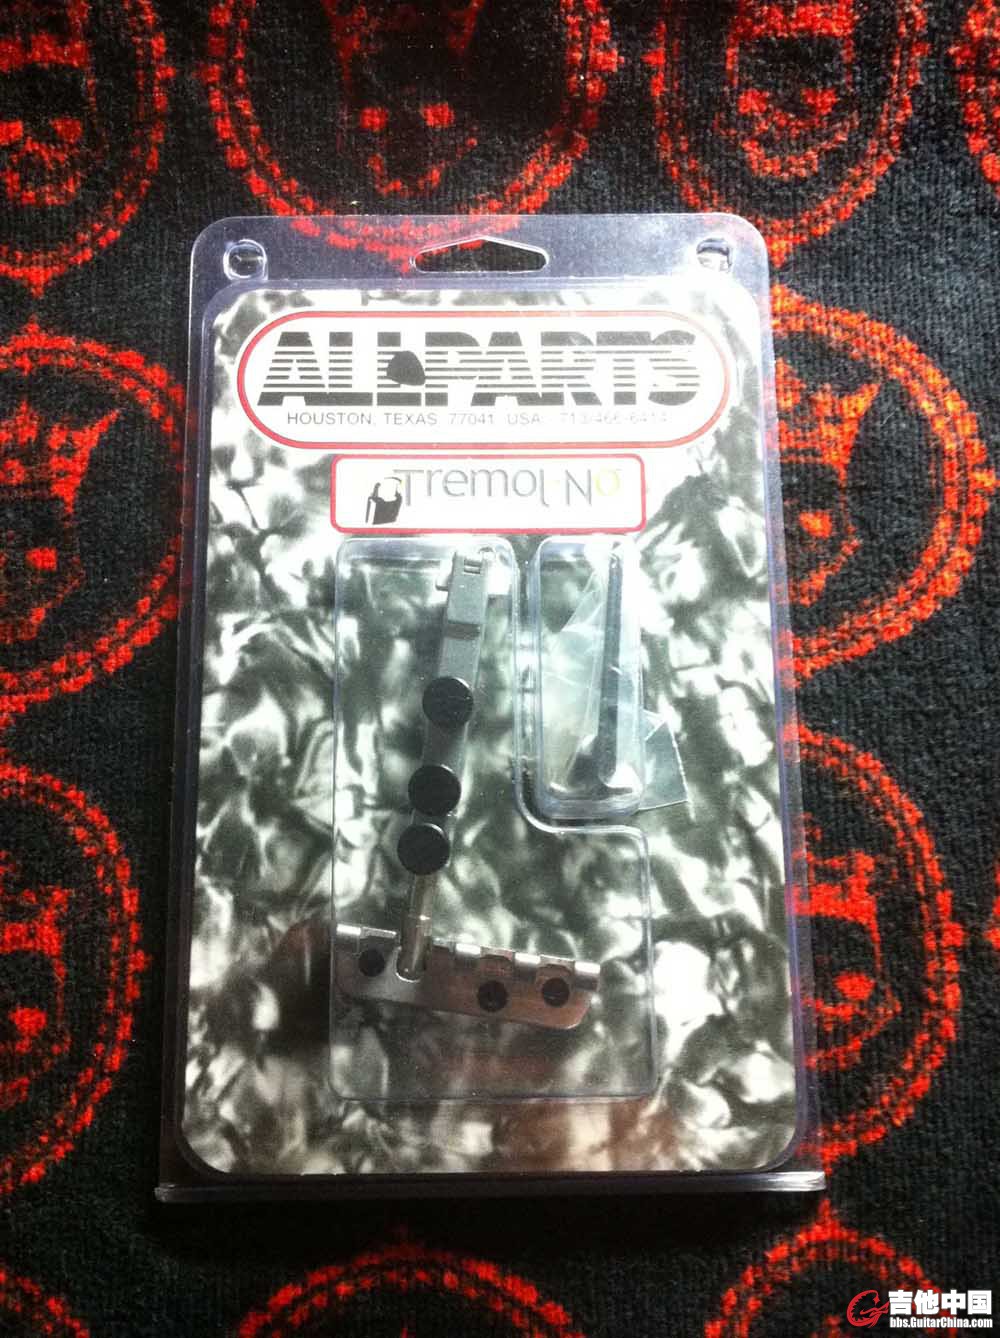 ALLPARTS
HOUSTON, TEXAS 77041 USA - 713-466-6414
Tremol·No
吉他中国
bbs.GuitarChina.com